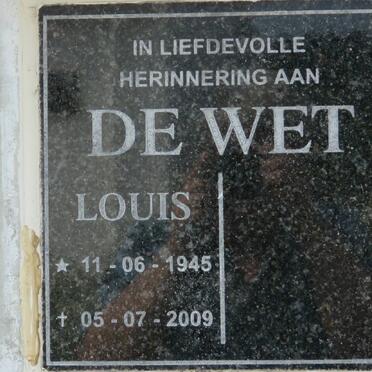 IN LIEFDEVOLLE
HERINNERING AAN
DE WET
LOUIS
★ 11 - 06 - 1945
† 05 - 07 - 2009